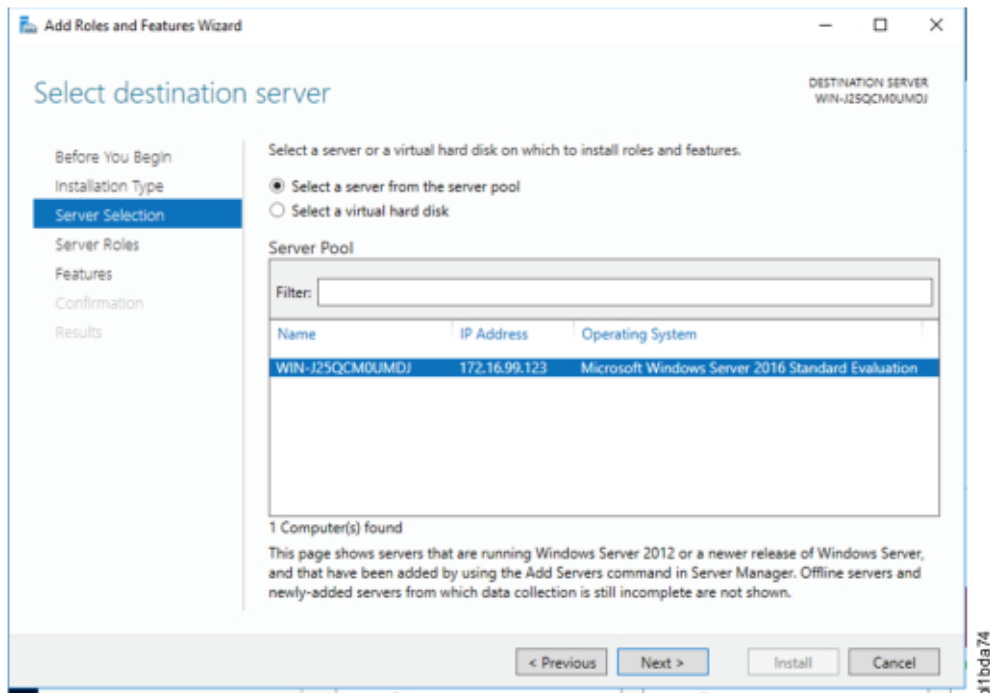 Add Roles and Features Wizard
Select destination server
DESTINATION SERVER
WIN-J25QCM0UMDJ
Before You Begin
Installation Type
Server Selection
Server Roles
Features
Confirmation
Results
Select a server or a virtual hard disk on which to install roles and features.
Select a server from the server pool
Select a virtual hard disk
Server Pool
Filter:
Name IP Address Operating System
WIN-J25QCM0UMDJ 172.16.99.123 Microsoft Windows Server 2016 Standard Evaluation
1 Computer(s) found
This page shows servers that are running Windows Server 2012 or a newer release of Windows Server,
and that have been added by using the Add Servers command in Server Manager. Offline servers and
newly-added servers from which data collection is still incomplete are not shown.
< Previous Next > Install Cancel